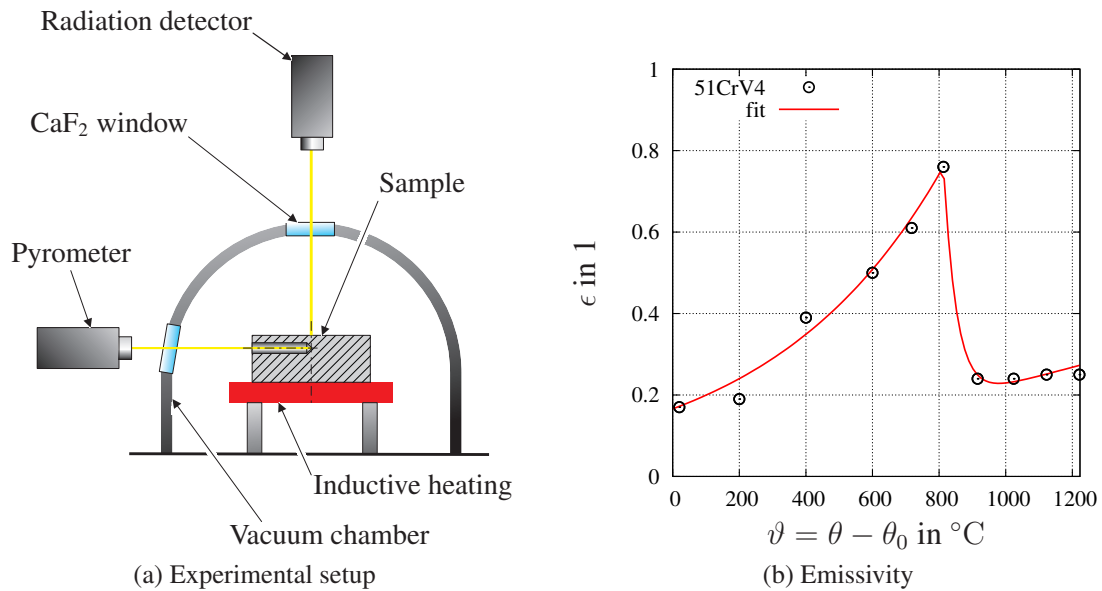 Radiation detector
CaF₂ window
Sample
Pyrometer
Inductive heating
Vacuum chamber
(a) Experimental setup
1
0.8
0.6
0.4
0.2
0
51CrV4
fit
ϵ in 1
0 200 400 600 800 1000 1200
ϑ = θ − θ₀ in °C
(b) Emissivity